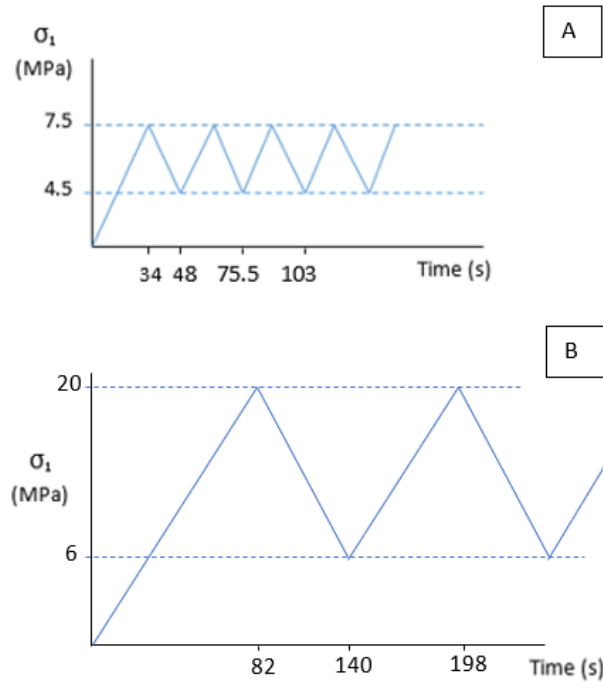 A
σ₁
(MPa)
7.5
4.5
34 48 75.5 103 Time (s)
B
20
σ₁
(MPa)
6
82 140 198 Time (s)